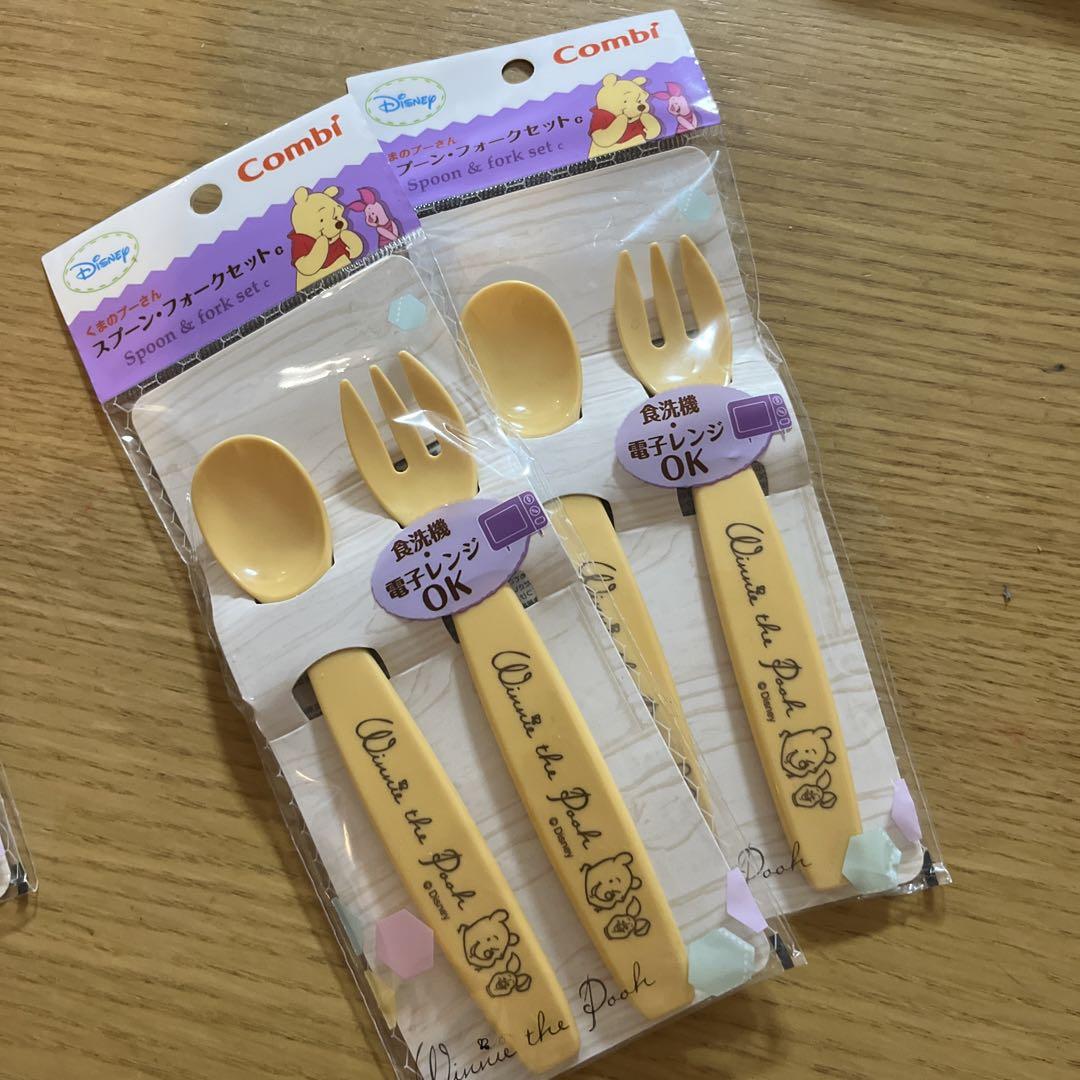 Combi
Disney
くまのプーさん
スプーン・フォークセット c
Spoon & fork set c
食洗機
・
電子レンジ
OK
Winnie the Pooh
Winnie the Pooh
© Disney
© Disney
Winnie the Pooh
Combi
Disney
まのプーさん
プーン・フォークセット c
Spoon & fork set c
食洗機
・
電子レンジ
OK
Winnie the Pooh
© Disney
Pooh